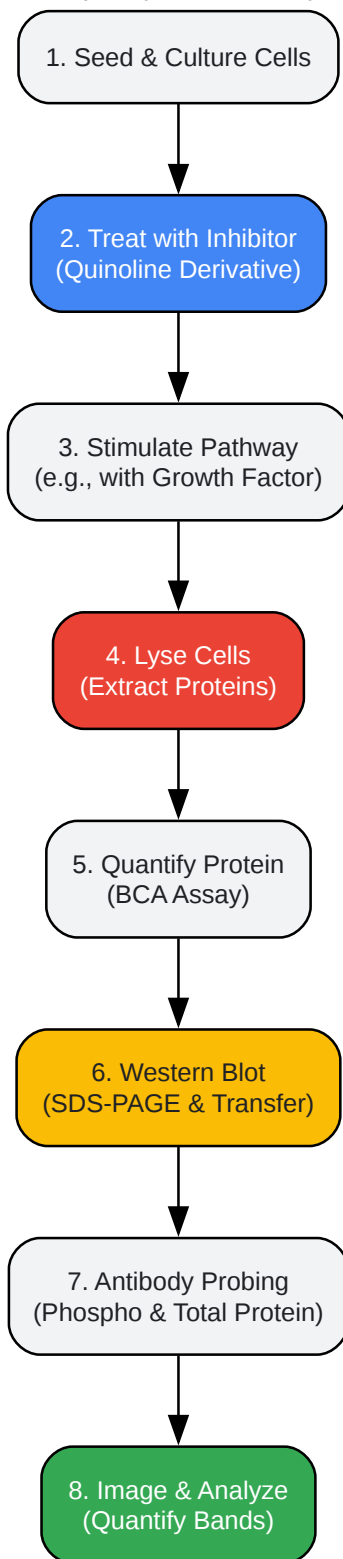 1. Seed & Culture Cells
2. Treat with Inhibitor
(Quinoline Derivative)
3. Stimulate Pathway
(e.g., with Growth Factor)
4. Lyse Cells
(Extract Proteins)
5. Quantify Protein
(BCA Assay)
6. Western Blot
(SDS-PAGE & Transfer)
7. Antibody Probing
(Phospho & Total Protein)
8. Image & Analyze
(Quantify Bands)